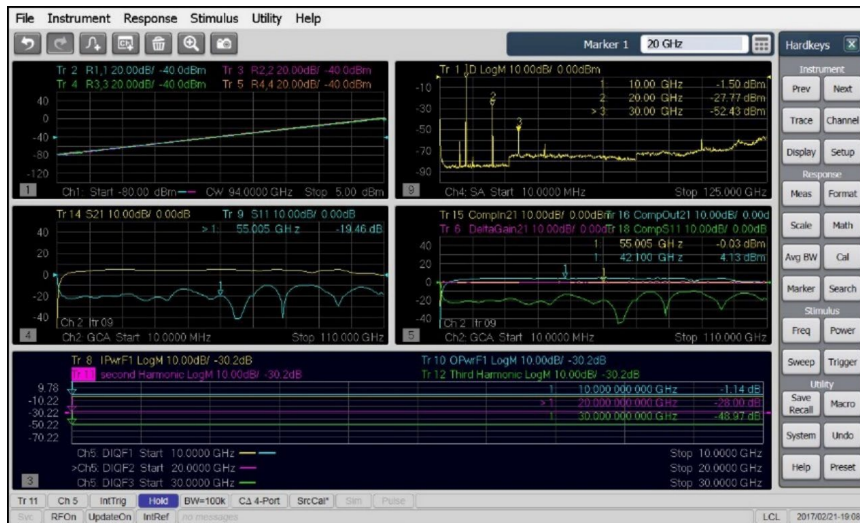 File Instrument Response Stimulus Utility Help
Marker 1 20 GHz
Hardkeys X
Tr 2 R1,1 20.00dB/ -40.0dBm Tr 3 R2,2 20.00dB/ -40.0dBm
Tr 4 R3,3 20.00dB/ -40.0dBm Tr 5 R4,4 20.00dB/ -40.0dBm
40
0
-40
-80
-120
1
Ch1: Start -80.00 dBm
CW 94.0000 GHz
Stop 5.00 dBm
Tr 1 ID LogM 10.00dB/ 0.00dBm
1: 10.00 GHz -1.50 dBm
2: 20.00 GHz -27.77 dBm
> 3: 30.00 GHz -52.43 dBm
-10
-30
-50
-70
-90
2
3
9
Ch4; SA Start 10.0000 MHz
Stop 125.000 GHz
Tr 14 S21 10.00dB/ 0.00dB Tr 9 S11 10.00dB/ 0.00dB
> 1: 55.005 GHz -19.46 dB
40
20
0
-20
-40
Ch 2 Itr 09
4
Ch2: GCA Start 10.0000 MHz
Stop 110.000 GHz
Tr 15 CompIn21 10.00dB/ 0.00dBm Tr 16 CompOut21 10.00dB/ 0.00d
Tr 6 DeltaGain21 10.00dB/ 0.00dB Tr 18 CompS11 10.00dB/ 0.00dB
1: 55.005 GHz -0.03 dBm
1: 42.100 GHz 4.13 dBm
40
20
0
-20
-40
Ch 2 Itr 09
5
Ch2: GCA Start 10.0000 MHz
Stop 110.000 GHz
Tr 8 IPwrF1 LogM 10.00dB/ -30.2dB Tr 10 OPwrF1 LogM 10.00dB/ -30.2dB
Tr 11 second Harmonic LogM 10.00dB/ -30.2dB Tr 12 Third Harmonic LogM 10.00dB/ -30.2dB
9.78
-10.22
-30.22
-50.22
-70.22
1: 10.000 000 000 GHz -1.14 dB
> 1: 20.000 000 000 GHz -28.00 dB
1: 30.000 000 000 GHz -48.97 dB
Ch5: DIQF1 Start 10.0000 GHz
Stop 10.0000 GHz
>Ch5: DIQF2 Start 20.0000 GHz
Stop 20.0000 GHz
3
Ch5: DIQF3 Start 30.0000 GHz
Stop 30.0000 GHz
Instrument
Prev Next
Trace Channel
Display Setup
Response
Meas Format
Scale Math
Avg BW Cal
Marker Search
Stimulus
Freq Power
Sweep Trigger
Utility
Save Recall Macro
System Undo
Help Preset
Tr 11 Ch 5 IntTrig Hold BW=100k CΔ 4-Port SrcCal* Sim Pulse
Svc RFOn UpdateOn IntRef no messages
LCL 2017/02/21-19:08